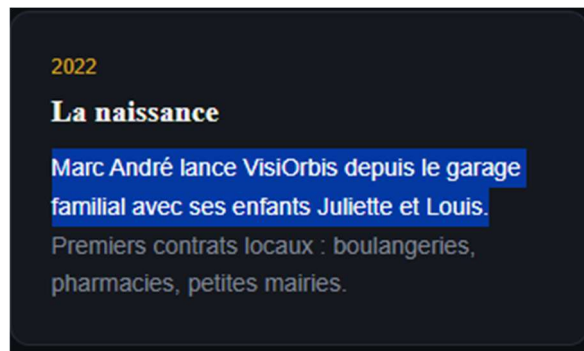 2022
La naissance
Marc André lance VisiOrbis depuis le garage
familial avec ses enfants Juliette et Louis.
Premiers contrats locaux : boulangeries,
pharmacies, petites mairies.